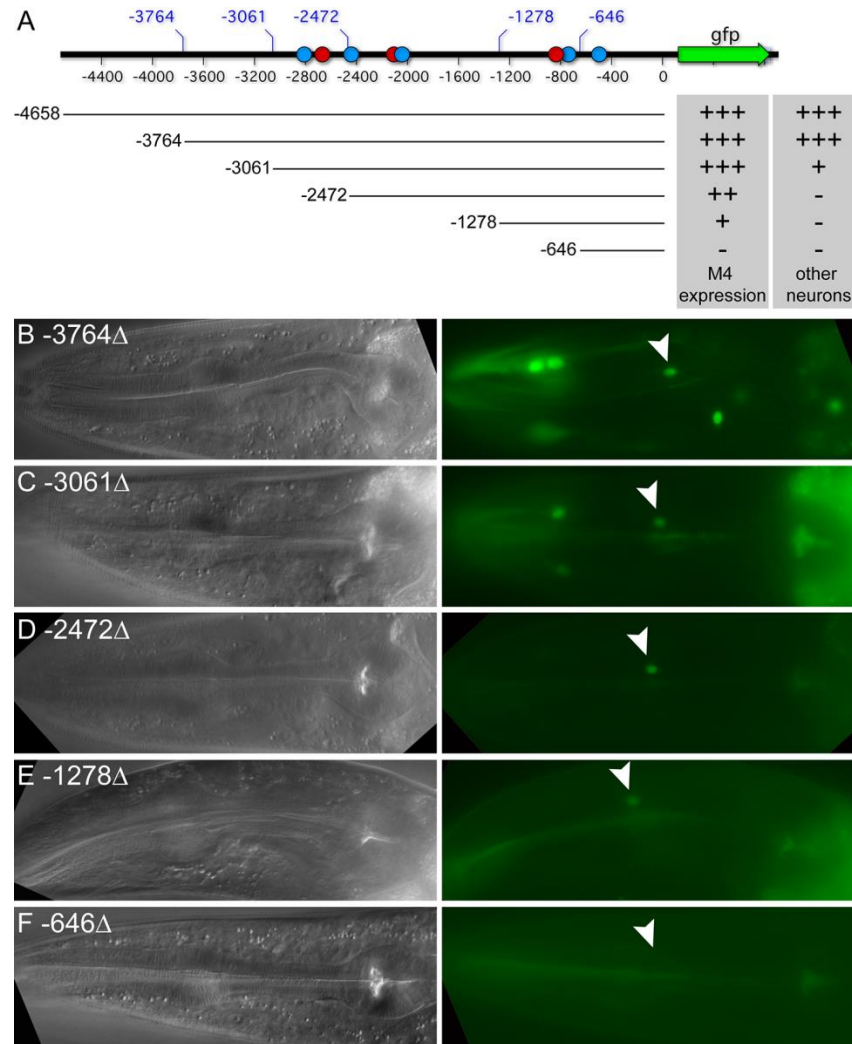 A
-3764 -3061 -2472 -1278 -646
gfp
-4400 -4000 -3600 -3200 -2800 -2400 -2000 -1600 -1200 -800 -400 0
-4658 +++ +++
-3764 +++ +++
-3061 +++ +
-2472 ++ -
-1278 + -
-646 - -
M4 other
expression neurons
B -3764Δ
C -3061Δ
D -2472Δ
E -1278Δ
F -646Δ